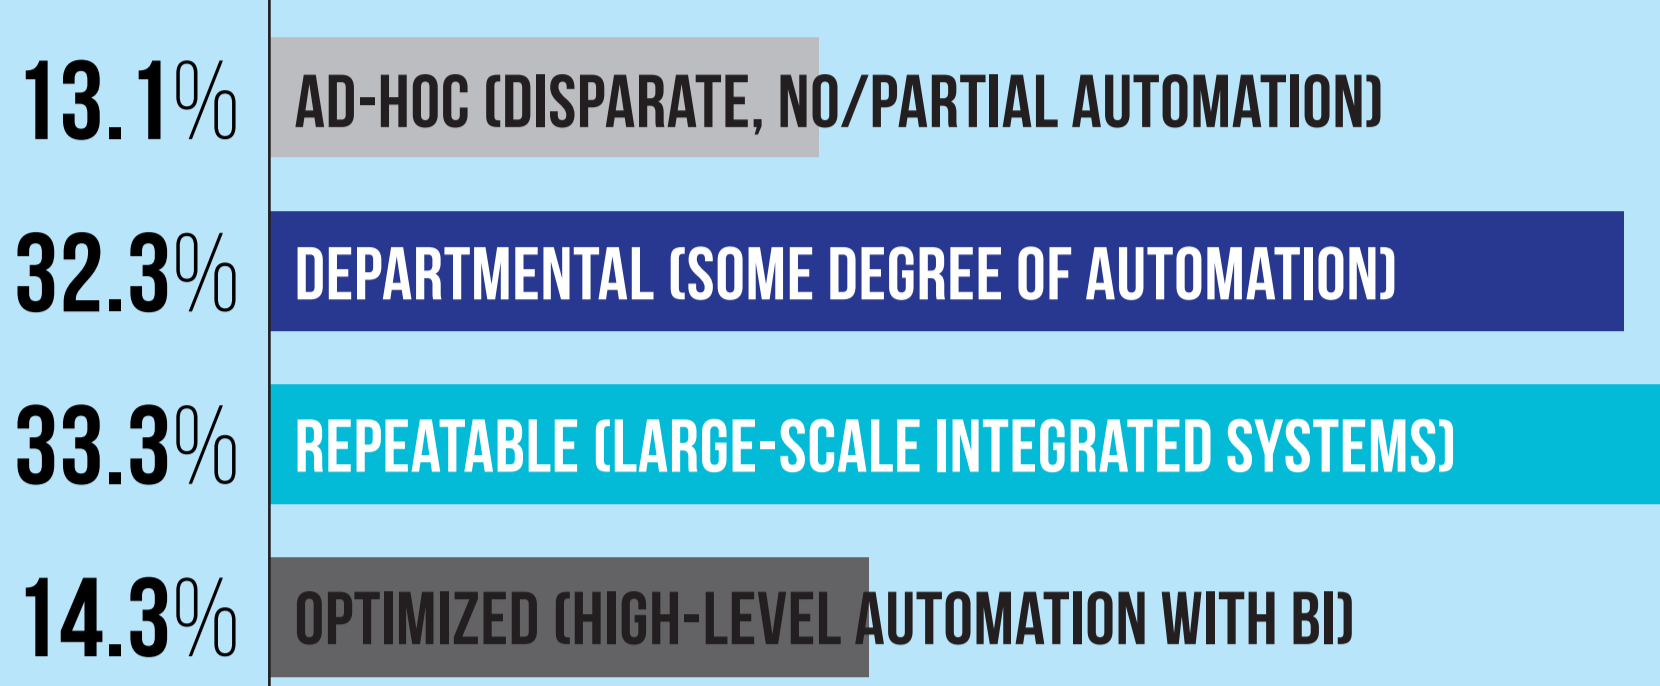 13.1% AD-HOC (DISPARATE, NO/PARTIAL AUTOMATION)
32.3% DEPARTMENTAL (SOME DEGREE OF AUTOMATION)
33.3% REPEATABLE (LARGE-SCALE INTEGRATED SYSTEMS)
14.3% OPTIMIZED (HIGH-LEVEL AUTOMATION WITH BI)